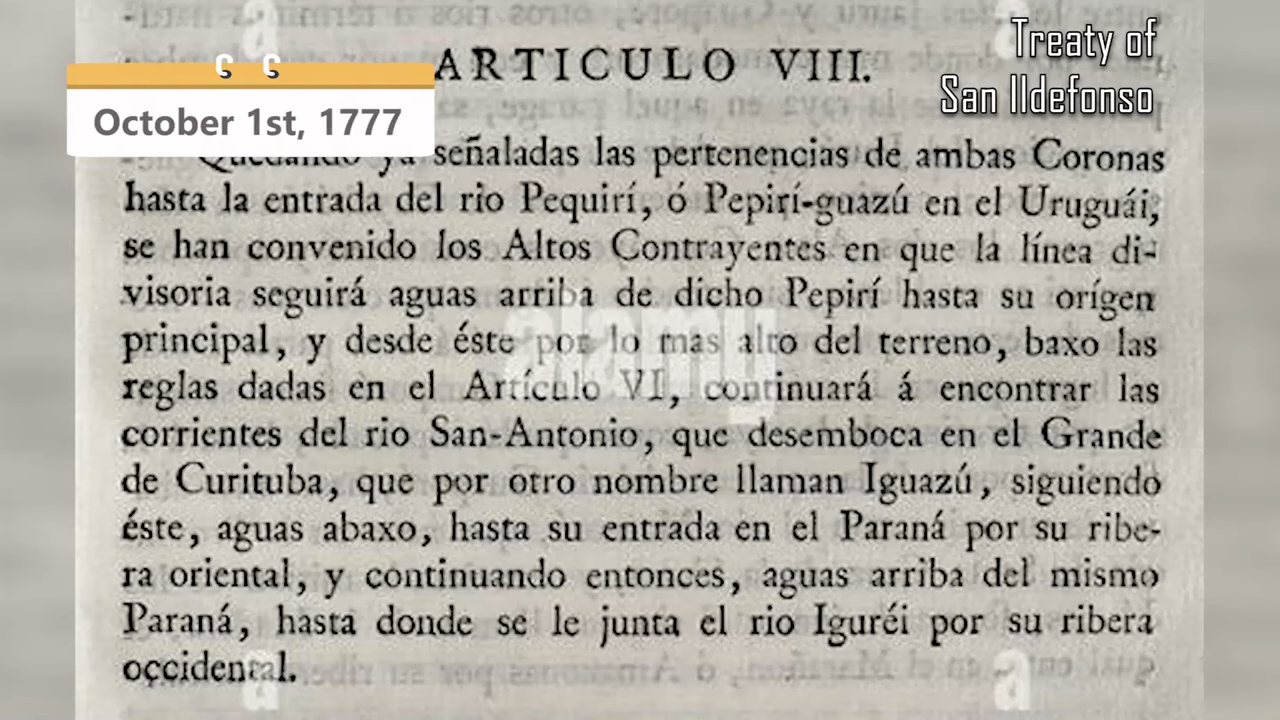 Treaty of
San Ildefonso
October 1st, 1777
ARTICULO VIII.
Quedando ya señaladas las pertenencias de ambas Coronas
hasta la entrada del rio Pequirí, ó Pepirí-guazú en el Uruguái,
se han convenido los Altos Contrayentes en que la línea di-
visoria seguirá aguas arriba de dicho Pepirí hasta su orígen
principal, y desde éste por lo mas alto del terreno, baxo las
reglas dadas en el Artículo VI, continuará á encontrar las
corrientes del rio San-Antonio, que desemboca en el Grande
de Curituba, que por otro nombre llaman Iguazú, siguiendo
éste, aguas abaxo, hasta su entrada en el Paraná por su ribe-
ra oriental, y continuando entonces, aguas arriba del mismo
Paraná, hasta donde se le junta el rio Iguréi por su ribera
occidental.
alamy
a
a
a
a